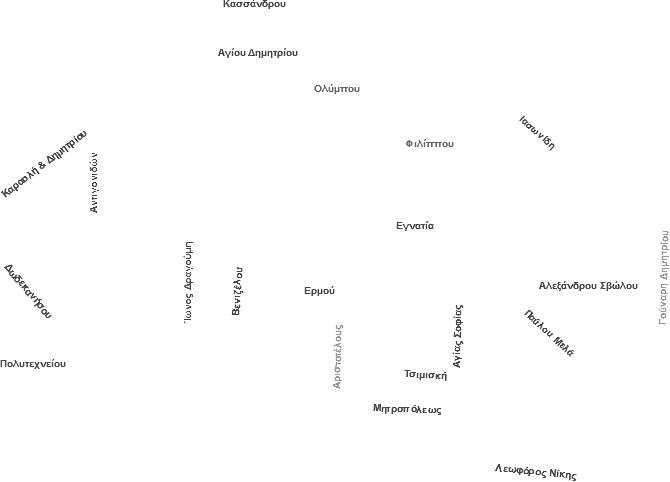 Κασσάνδρου
Αγίου Δημητρίου
Ολύμπου
Ιασωνίδη
Φιλίππου
Καραολή & Δημητρίου
Αντιγονιδών
Εγνατία
Γούναρη Δημητρίου
Ίωνος Δραγούμη
Βενιζέλου
Ερμού
Αλεξάνδρου Σβώλου
Δωδεκανήσου
Παύλου Μελά
Αγίας Σοφίας
Αριστοτέλους
Πολυτεχνείου
Τσιμισκή
Μητροπόλεως
Λεωφόρος Νίκης